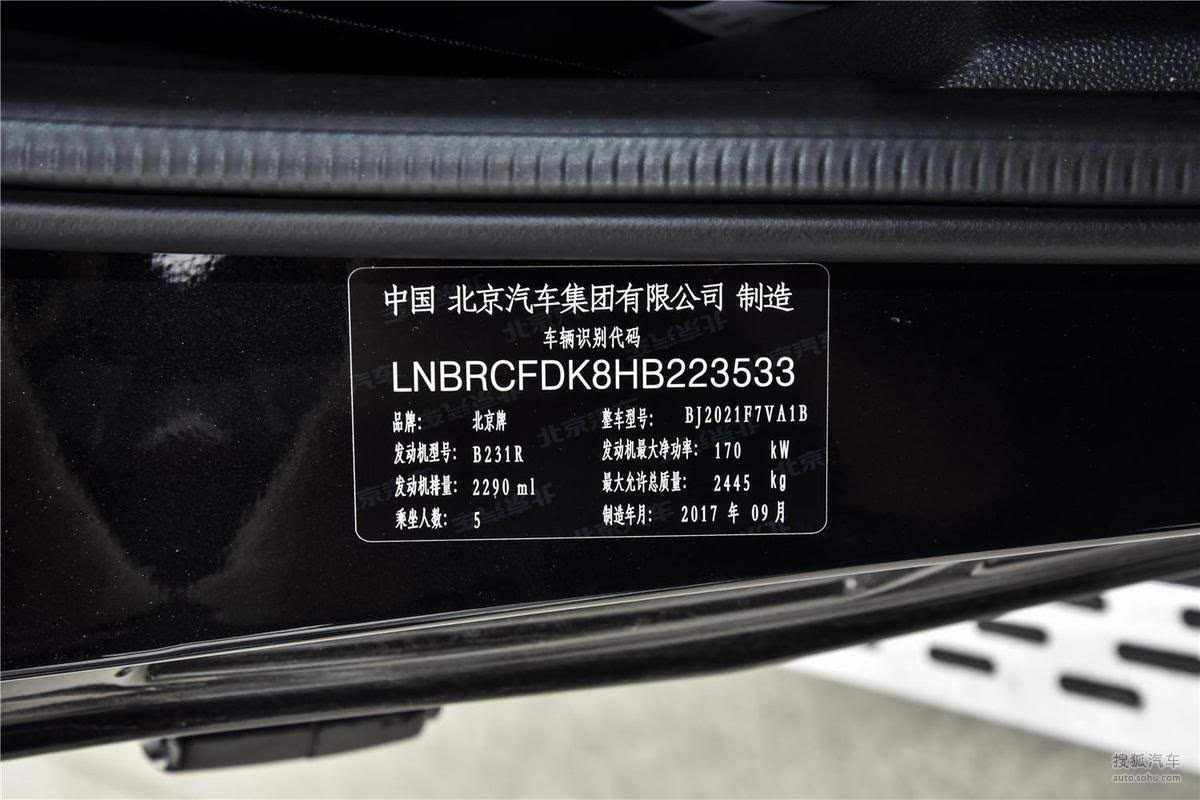 中国 北京汽车集团有限公司 制造
车辆识别代码
LNBRCFDK8HB223533
品牌: 北京牌 整车型号: BJ2021F7VA1B
发动机型号: B231R 发动机最大净功率: 170 kW
发动机排量: 2290 ml 最大允许总质量: 2445 kg
乘坐人数: 5 制造年月: 2017 年 09 月
搜狐汽车
auto.sohu.com